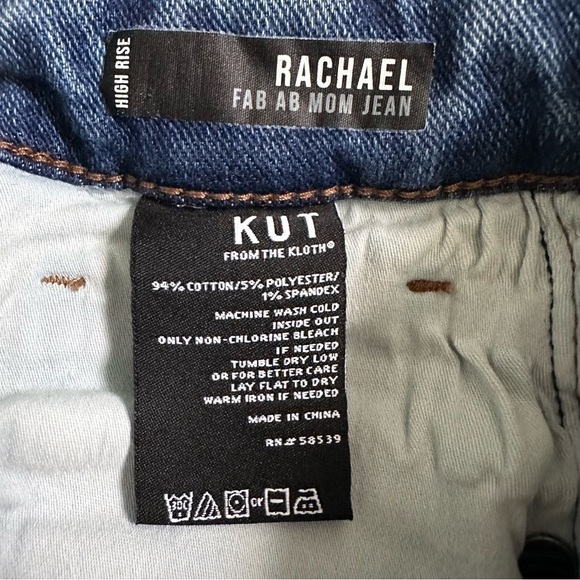 HIGH RISE
RACHAEL
FAB AB MOM JEAN
KUT
FROM THE KLOTH®
94% COTTON/5% POLYESTER/
1% SPANDEX
MACHINE WASH COLD
INSIDE OUT
ONLY NON-CHLORINE BLEACH
IF NEEDED
TUMBLE DRY LOW
OR FOR BETTER CARE
LAY FLAT TO DRY
WARM IRON IF NEEDED
MADE IN CHINA
RN# 58539
30C or